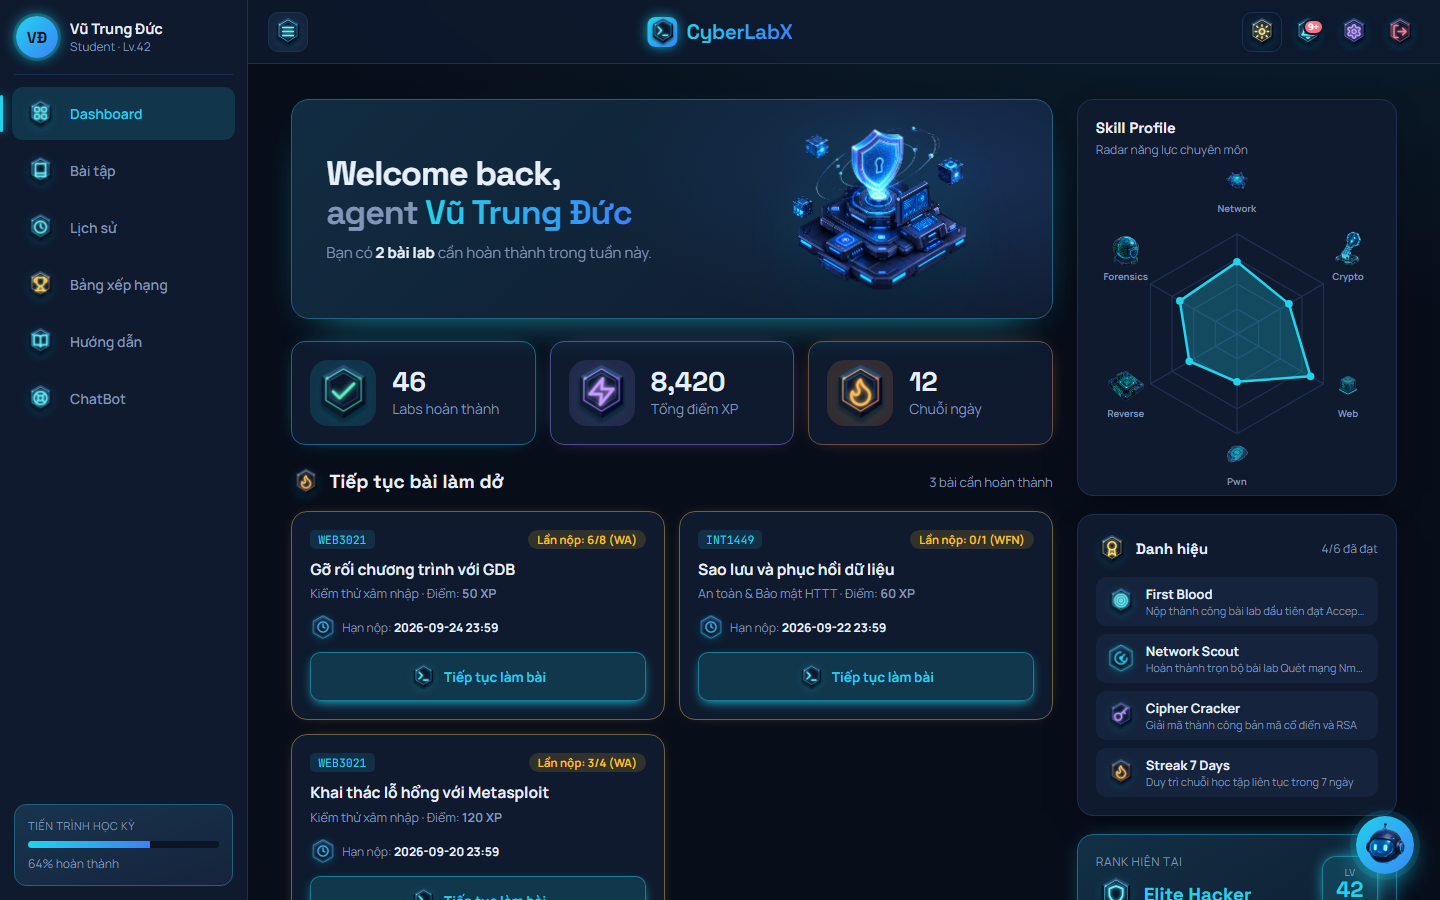 VĐ
Vũ Trung Đức
Student · Lv.42
Dashboard
Bài tập
Lịch sử
Bảng xếp hạng
Hướng dẫn
ChatBot
TIẾN TRÌNH HỌC KỲ
64% hoàn thành
CyberLabX
9+
Welcome back,
agent Vũ Trung Đức
Bạn có 2 bài lab cần hoàn thành trong tuần này.
46
Labs hoàn thành
8,420
Tổng điểm XP
12
Chuỗi ngày
Tiếp tục bài làm dở
3 bài cần hoàn thành
WEB3021
Lần nộp: 6/8 (WA)
Gỡ rối chương trình với GDB
Kiểm thử xâm nhập · Điểm: 50 XP
Hạn nộp: 2026-09-24 23:59
Tiếp tục làm bài
INT1449
Lần nộp: 0/1 (WFN)
Sao lưu và phục hồi dữ liệu
An toàn & Bảo mật HTTT · Điểm: 60 XP
Hạn nộp: 2026-09-22 23:59
Tiếp tục làm bài
WEB3021
Lần nộp: 3/4 (WA)
Khai thác lỗ hổng với Metasploit
Kiểm thử xâm nhập · Điểm: 120 XP
Hạn nộp: 2026-09-20 23:59
Tiếp tục làm bài
Skill Profile
Radar năng lực chuyên môn
Network
Forensics
Crypto
Reverse
Web
Pwn
Danh hiệu
4/6 đã đạt
First Blood
Nộp thành công bài lab đầu tiên đạt Accep...
Network Scout
Hoàn thành trọn bộ bài lab Quét mạng Nm...
Cipher Cracker
Giải mã thành công bản mã cổ điển và RSA
Streak 7 Days
Duy trì chuỗi học tập liên tục trong 7 ngày
RANK HIỆN TẠI
Elite Hacker
LV
42